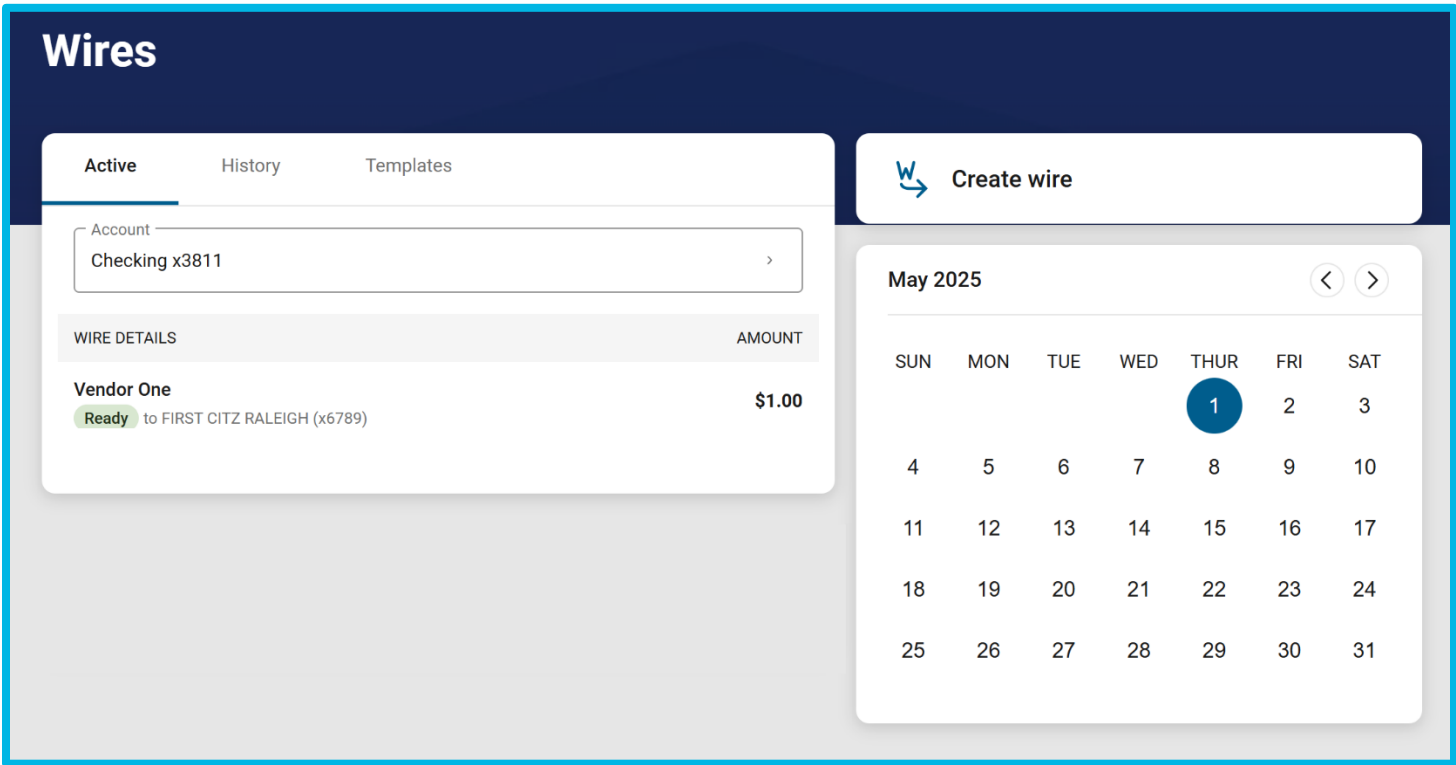 Wires
Active History Templates
Account
Checking x3811
WIRE DETAILS AMOUNT
Vendor One
$1.00
Ready to FIRST CITZ RALEIGH (x6789)
Create wire
May 2025
SUN MON TUE WED THUR FRI SAT
1 2 3
4 5 6 7 8 9 10
11 12 13 14 15 16 17
18 19 20 21 22 23 24
25 26 27 28 29 30 31